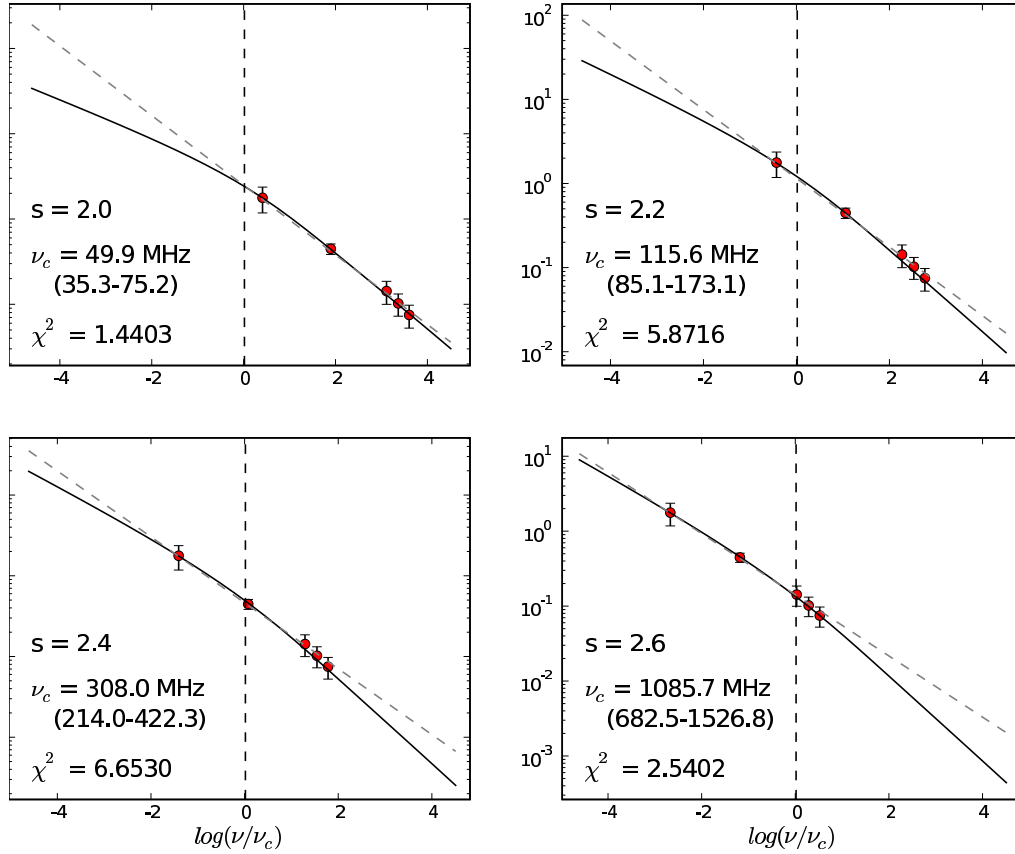 s = 2.0
ν_c = 49.9 MHz
(35.3-75.2)
χ² = 1.4403
-4 -2 0 2 4
10² 
10¹
10⁰
10⁻¹
10⁻²
s = 2.2
ν_c = 115.6 MHz
(85.1-173.1)
χ² = 5.8716
-4 -2 0 2 4
s = 2.4
ν_c = 308.0 MHz
(214.0-422.3)
χ² = 6.6530
-4 -2 0 2 4
log(ν/ν_c)
10¹
10⁰
10⁻¹
10⁻²
10⁻³
s = 2.6
ν_c = 1085.7 MHz
(682.5-1526.8)
χ² = 2.5402
-4 -2 0 2 4
log(ν/ν_c)